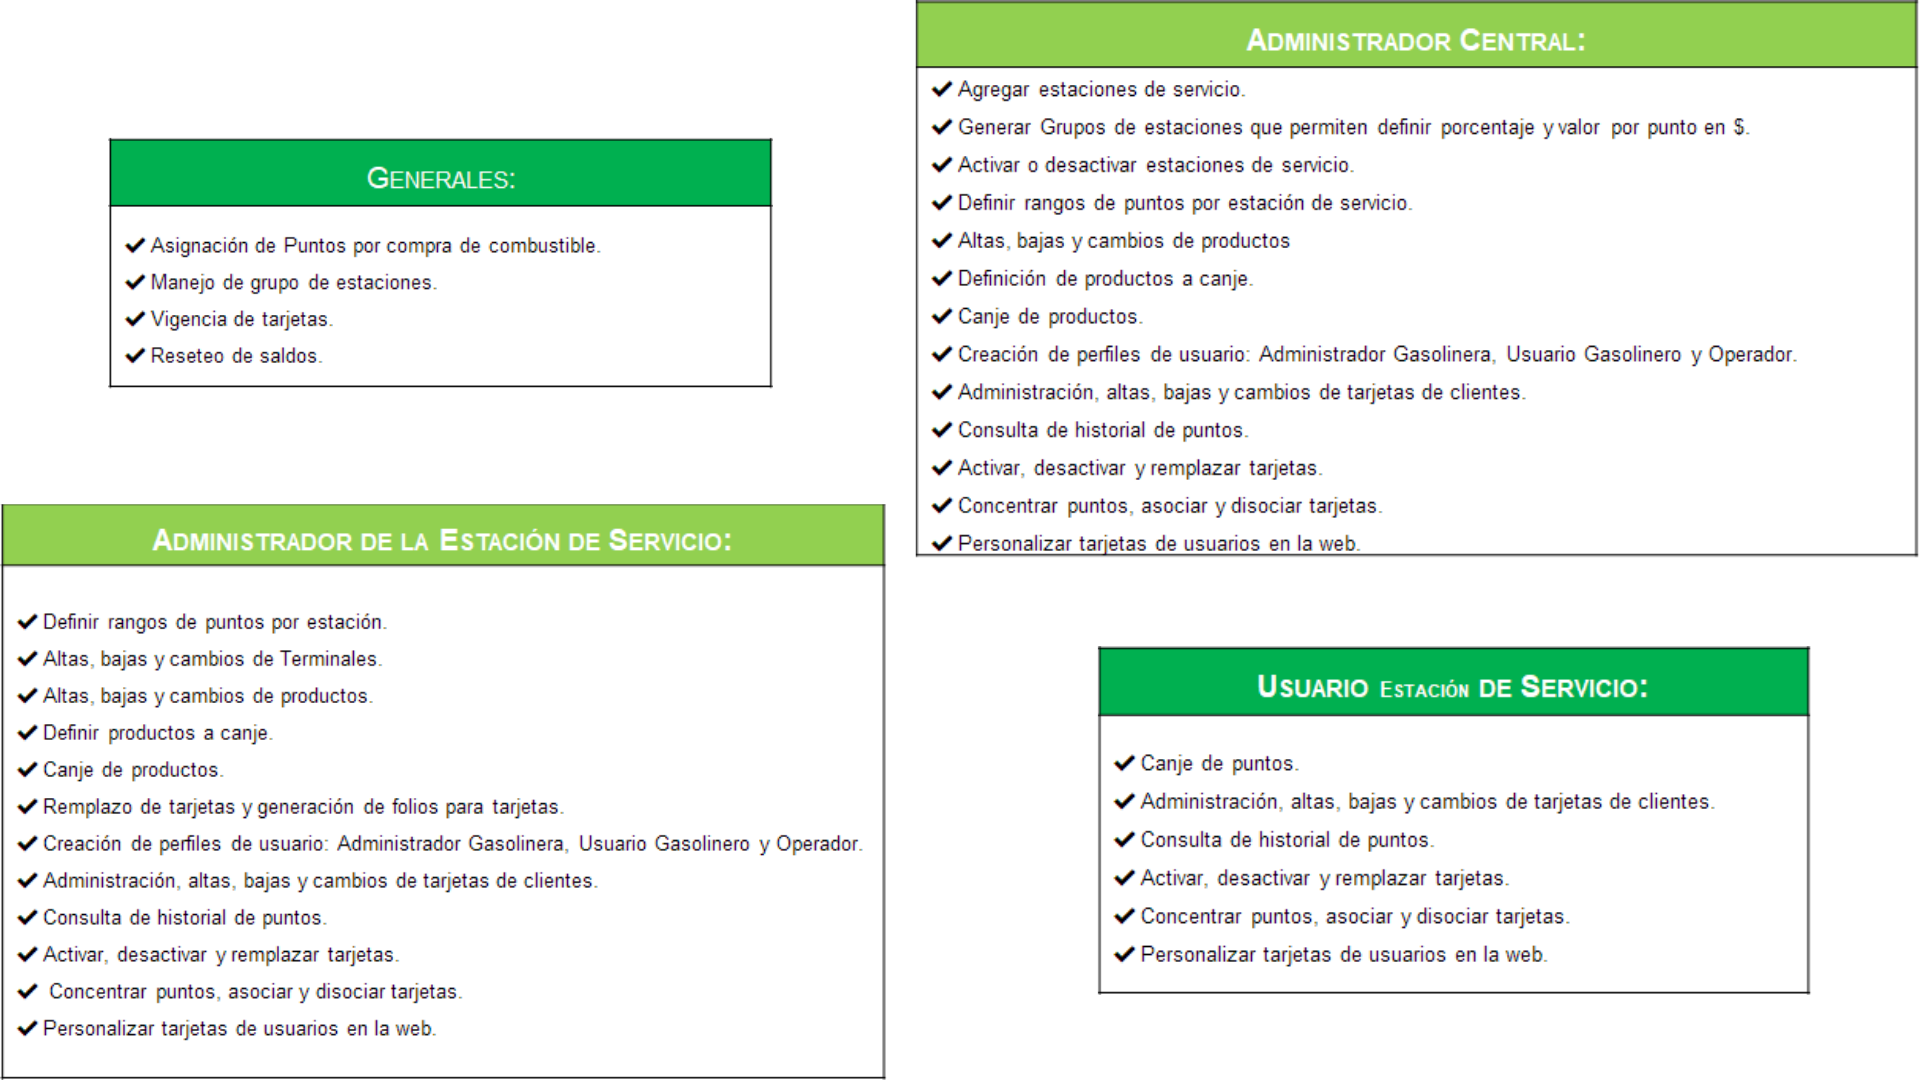 GENERALES:
Asignación de Puntos por compra de combustible.
Manejo de grupo de estaciones.
Vigencia de tarjetas.
Reseteo de saldos.
ADMINISTRADOR CENTRAL:
Agregar estaciones de servicio.
Generar Grupos de estaciones que permiten definir porcentaje y valor por punto en $.
Activar o desactivar estaciones de servicio.
Definir rangos de puntos por estación de servicio.
Altas, bajas y cambios de productos
Definición de productos a canje.
Canje de productos.
Creación de perfiles de usuario: Administrador Gasolinera, Usuario Gasolinero y Operador.
Administración, altas, bajas y cambios de tarjetas de clientes.
Consulta de historial de puntos.
Activar, desactivar y remplazar tarjetas.
Concentrar puntos, asociar y disociar tarjetas.
Personalizar tarjetas de usuarios en la web.
ADMINISTRADOR DE LA ESTACIÓN DE SERVICIO:
Definir rangos de puntos por estación.
Altas, bajas y cambios de Terminales.
Altas, bajas y cambios de productos.
Definir productos a canje.
Canje de productos.
Remplazo de tarjetas y generación de folios para tarjetas.
Creación de perfiles de usuario: Administrador Gasolinera, Usuario Gasolinero y Operador.
Administración, altas, bajas y cambios de tarjetas de clientes.
Consulta de historial de puntos.
Activar, desactivar y remplazar tarjetas.
Concentrar puntos, asociar y disociar tarjetas.
Personalizar tarjetas de usuarios en la web.
USUARIO ESTACIÓN DE SERVICIO:
Canje de puntos.
Administración, altas, bajas y cambios de tarjetas de clientes.
Consulta de historial de puntos.
Activar, desactivar y remplazar tarjetas.
Concentrar puntos, asociar y disociar tarjetas.
Personalizar tarjetas de usuarios en la web.